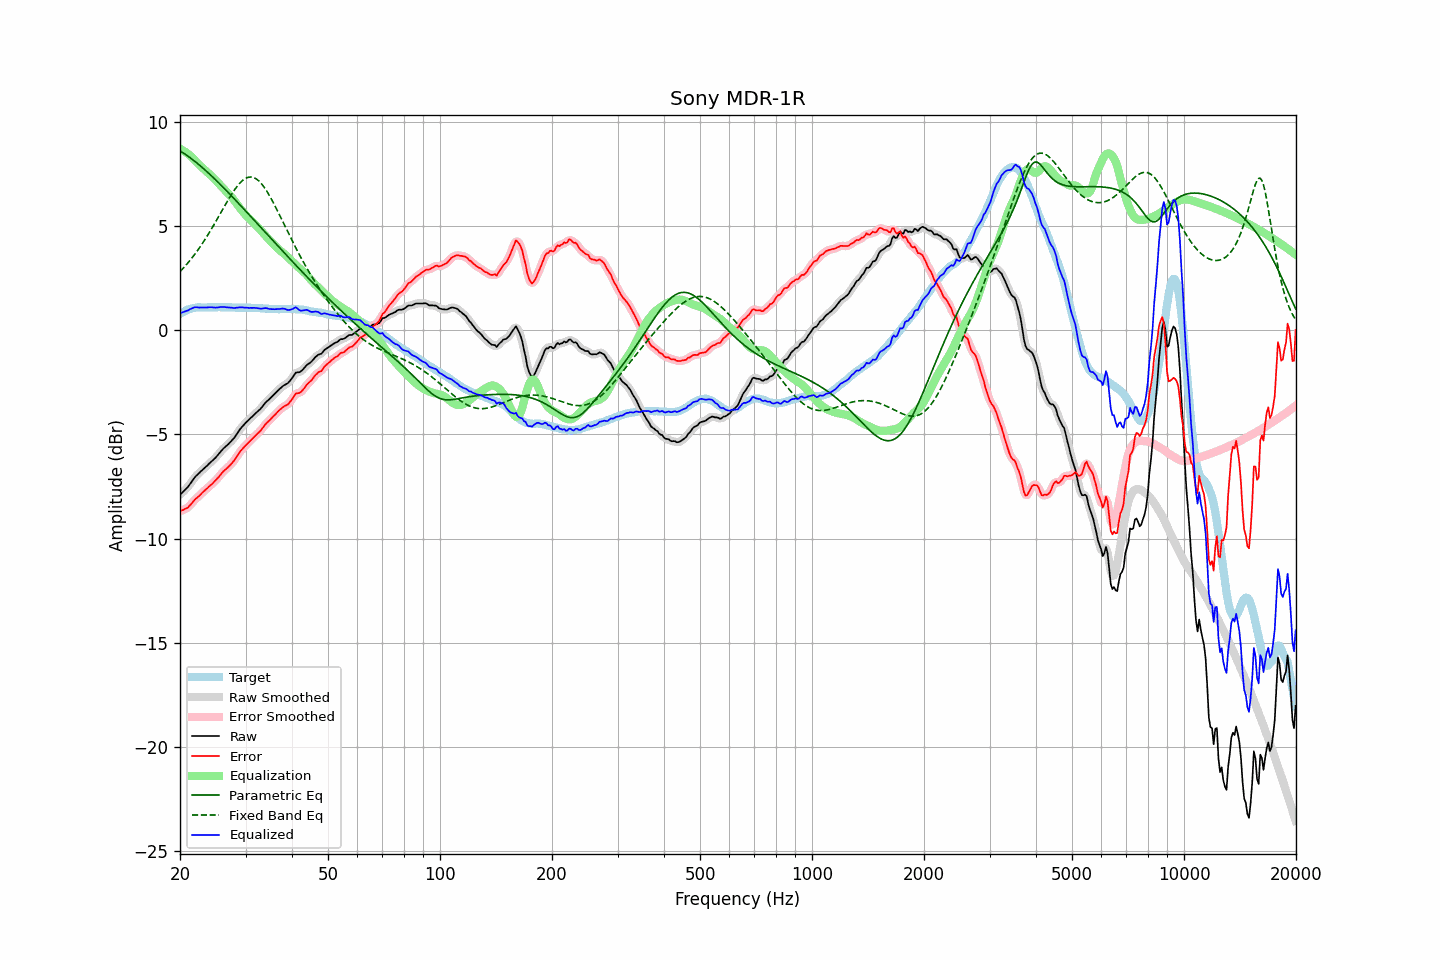 Sony MDR-1R
10
5
0
−5
−10
−15
−20
−25
Amplitude (dBr)
Target
Raw Smoothed
Error Smoothed
Raw
Error
Equalization
Parametric Eq
Fixed Band Eq
Equalized
20 50 100 200 500 1000 2000 5000 10000 20000
Frequency (Hz)